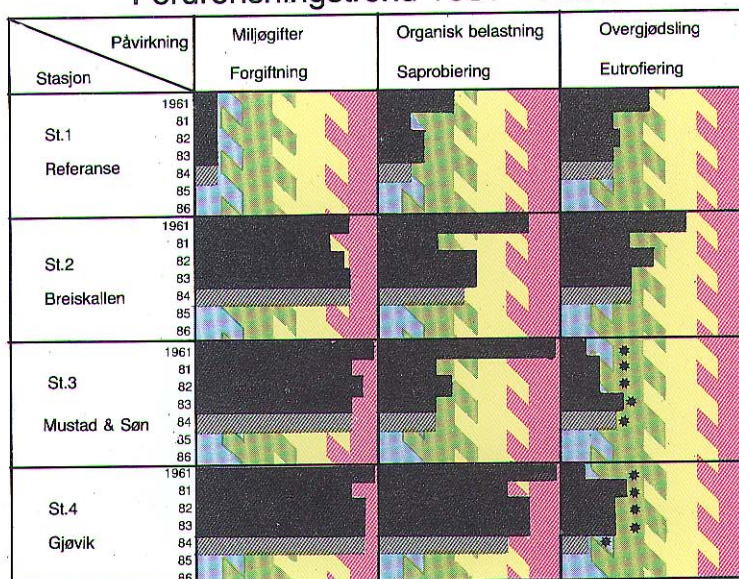 Påvirkning
Stasjon
Miljøgifter
Forgiftning
Organisk belastning
Saprobiering
Overgjødsling
Eutrofiering
St.1
Referanse
1961
81
82
83
84
85
86
St.2
Breiskallen
1961
81
82
83
84
85
86
St.3
Mustad & Søn
1961
81
82
83
84
85
86
St.4
Gjøvik
1961
81
82
83
84
85
86